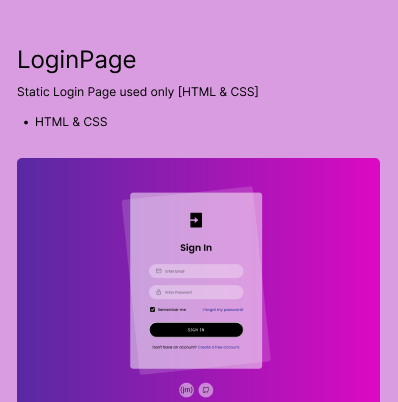 LoginPage
Static Login Page used only [HTML & CSS]
• HTML & CSS
Sign In
Enter Email
Enter Password
Remember me
I forgot my password!
SIGN IN
Don't have an account? Create a free account.
{jm}